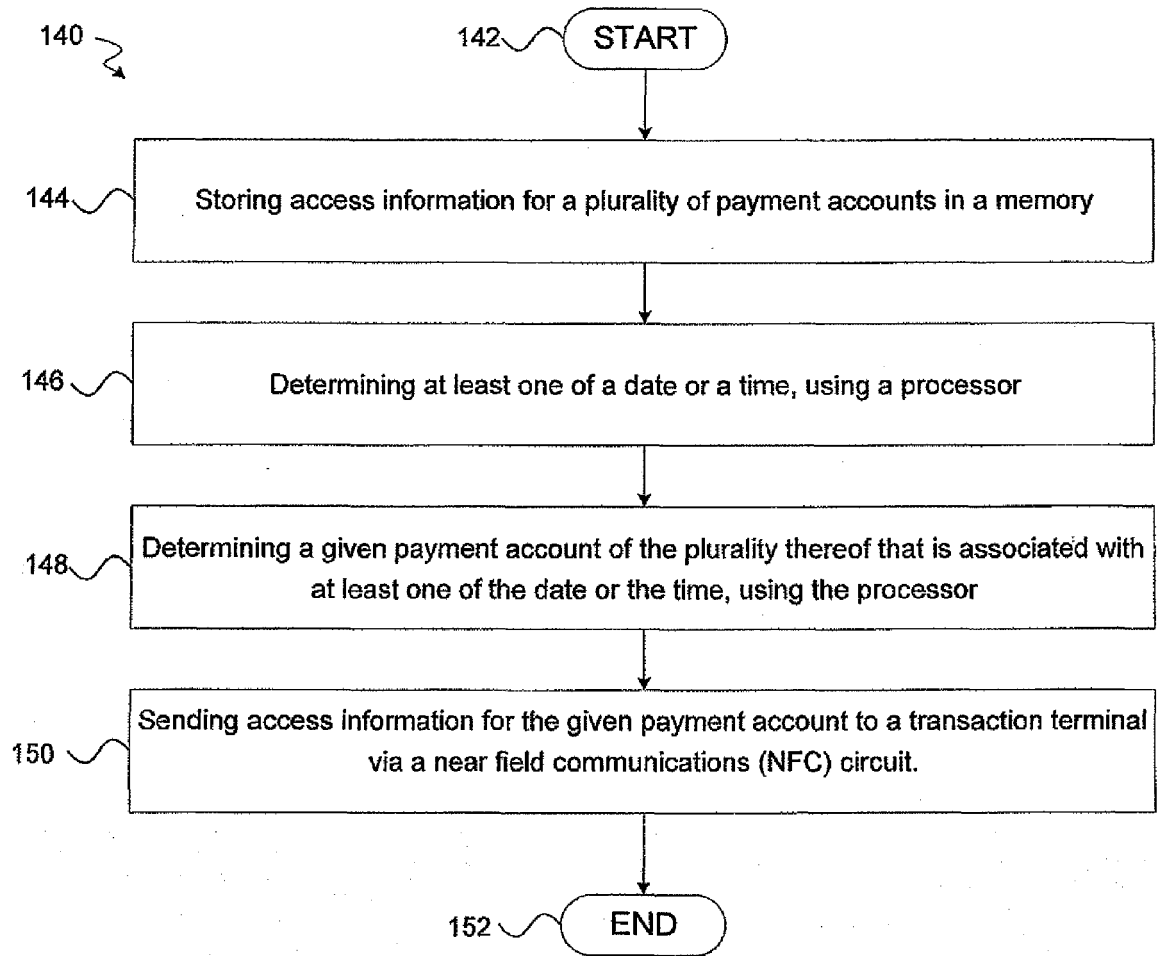 140
142
START
144
Storing access information for a plurality of payment accounts in a memory
146
Determining at least one of a date or a time, using a processor
148
Determining a given payment account of the plurality thereof that is associated with
at least one of the date or the time, using the processor
150
Sending access information for the given payment account to a transaction terminal
via a near field communications (NFC) circuit.
152
END